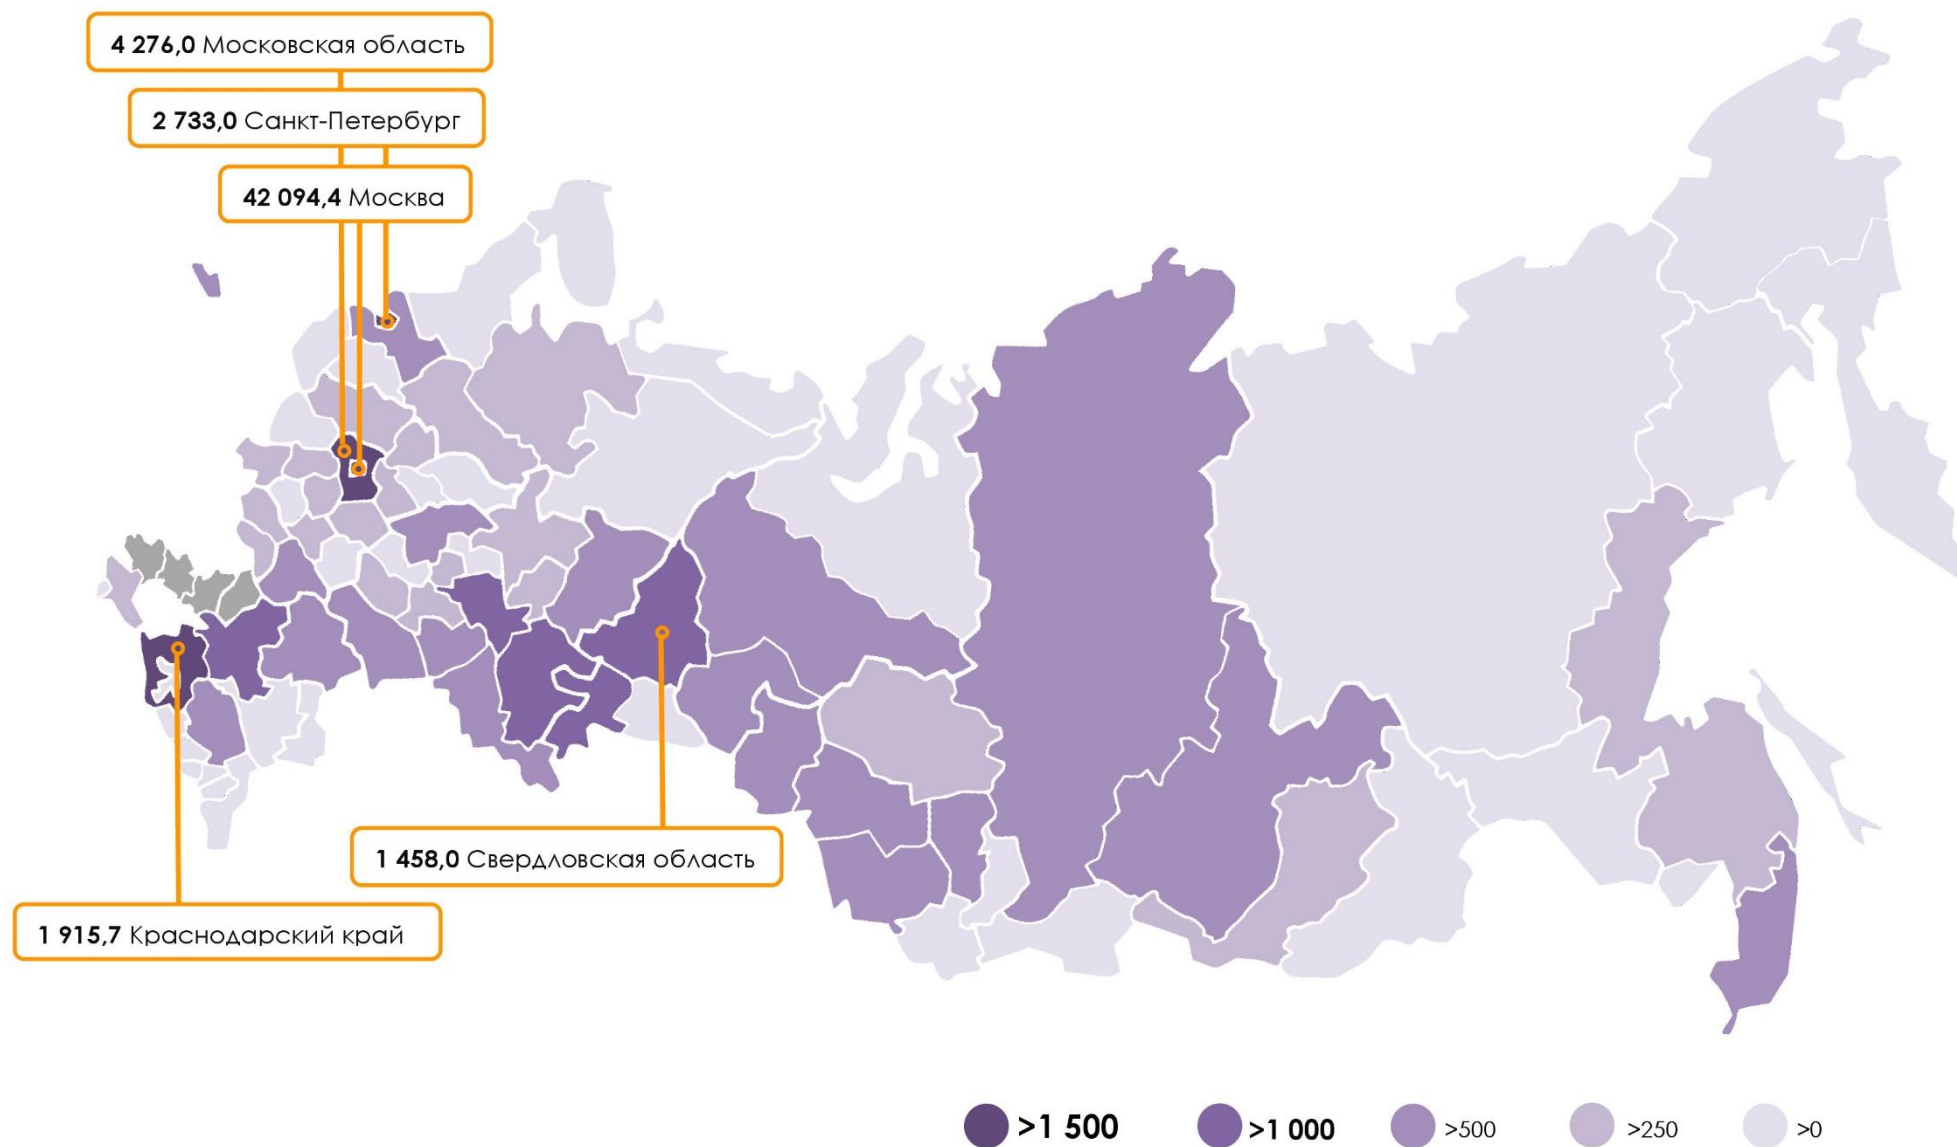 4 276,0 Московская область
2 733,0 Санкт-Петербург
42 094,4 Москва
1 458,0 Свердловская область
1 915,7 Краснодарский край
>1 500
>1 000
>500
>250
>0